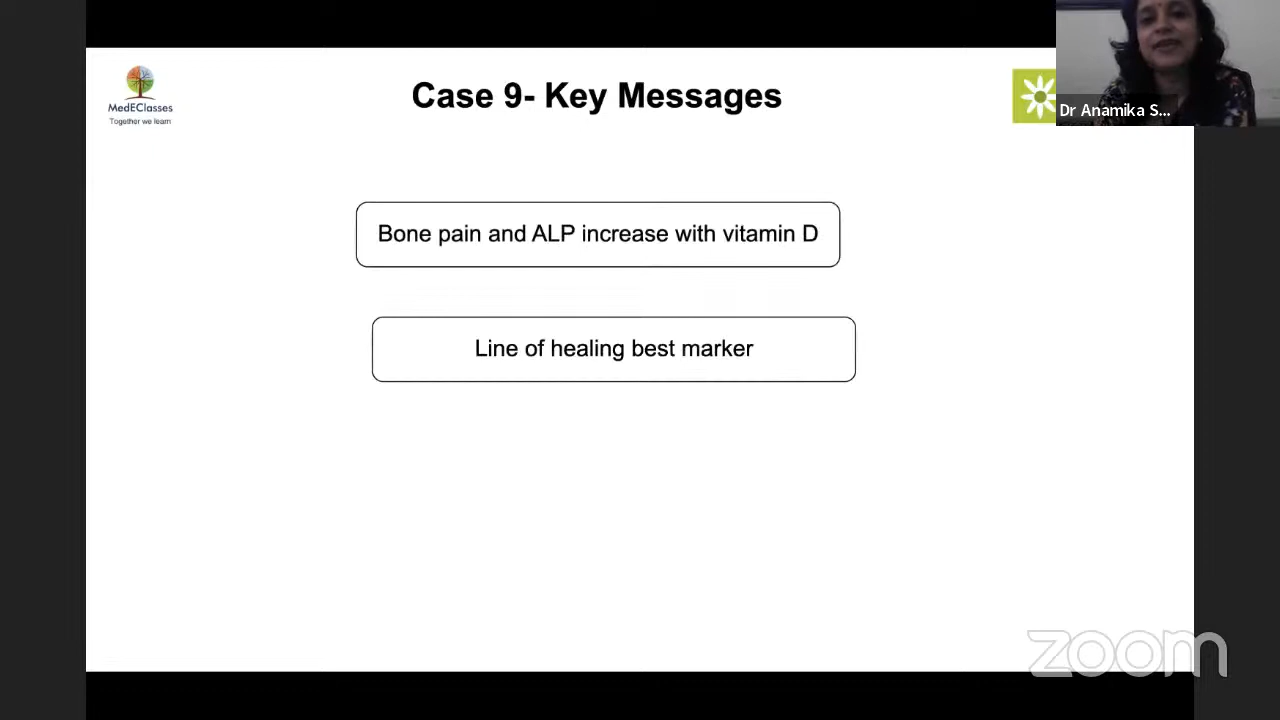 MedEClasses
Together we learn
Case 9- Key Messages
Dr Anamika S...
Bone pain and ALP increase with vitamin D
Line of healing best marker
zoom